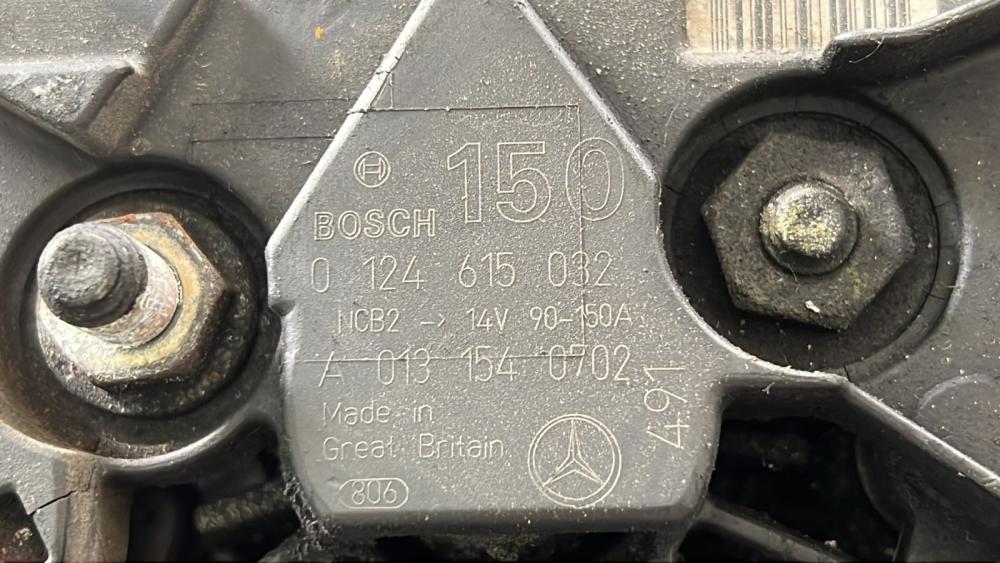 150
BOSCH
0 124 615 032
NCB2 -> 14V 90-150A
A 013 154 0702
491
Made in
Great Britain
806